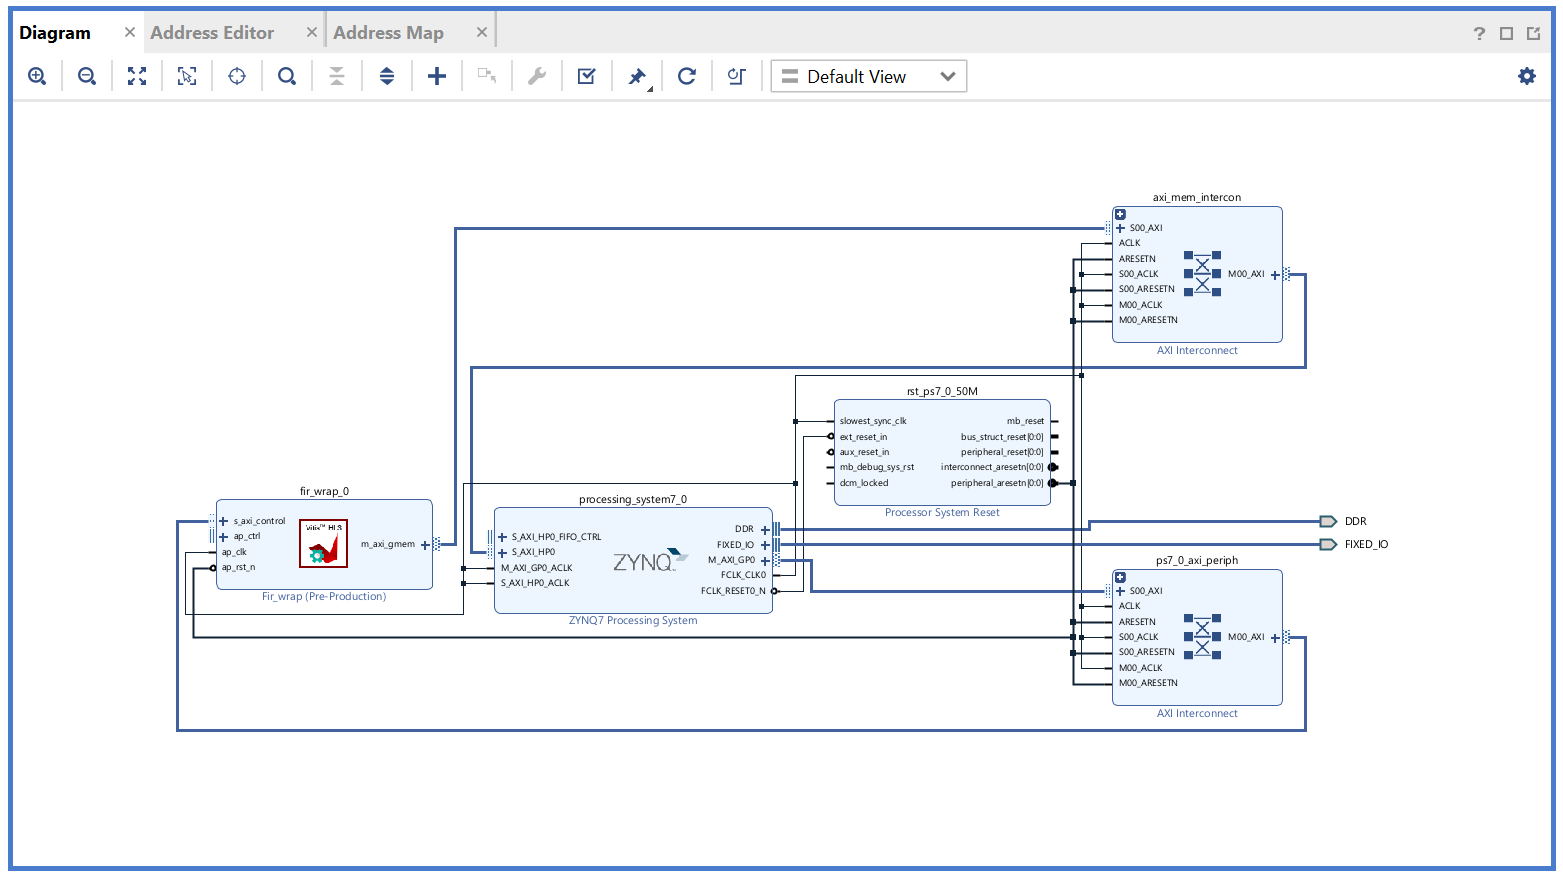 Diagram
Address Editor
Address Map
Default View
axi_mem_intercon
S00_AXI
ACLK
ARESETN
S00_ACLK
S00_ARESETN
M00_ACLK
M00_ARESETN
M00_AXI
AXI Interconnect
rst_ps7_0_50M
slowest_sync_clk
ext_reset_in
aux_reset_in
mb_debug_sys_rst
dcm_locked
mb_reset
bus_struct_reset[0:0]
peripheral_reset[0:0]
interconnect_aresetn[0:0]
peripheral_aresetn[0:0]
Processor System Reset
fir_wrap_0
s_axi_control
ap_ctrl
ap_clk
ap_rst_n
Vitis™ HLS
m_axi_gmem
Fir_wrap (Pre-Production)
processing_system7_0
S_AXI_HP0_FIFO_CTRL
S_AXI_HP0
M_AXI_GP0_ACLK
S_AXI_HP0_ACLK
ZYNQ
DDR
FIXED_IO
M_AXI_GP0
FCLK_CLK0
FCLK_RESET0_N
ZYNQ7 Processing System
DDR
FIXED_IO
ps7_0_axi_periph
S00_AXI
ACLK
ARESETN
S00_ACLK
S00_ARESETN
M00_ACLK
M00_ARESETN
M00_AXI
AXI Interconnect